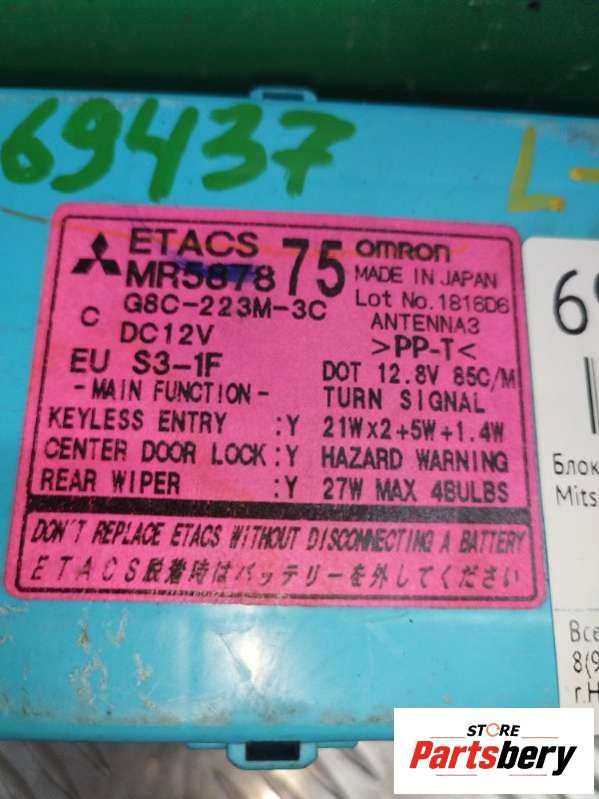 69437
L-
ETACS 75 OMRON
MR5878
MADE IN JAPAN
G8C-223M-3C
Lot No.1816D6
C DC12V
ANTENNA3
>PP-T<
EU S3-1F
DOT 12.8V 85C/M
-MAIN FUNCTION-
TURN SIGNAL
KEYLESS ENTRY :Y 21W×2+5W+1.4W
CENTER DOOR LOCK:Y HAZARD WARNING
REAR WIPER :Y 27W MAX 4BULBS
DON'T REPLACE ETACS WITHOUT DISCONNECTING A BATTERY
ETACS脱着時はバッテリーを外してください
6
Блок
Mits
Все
8(9
г.Н
STORE
Partsbery